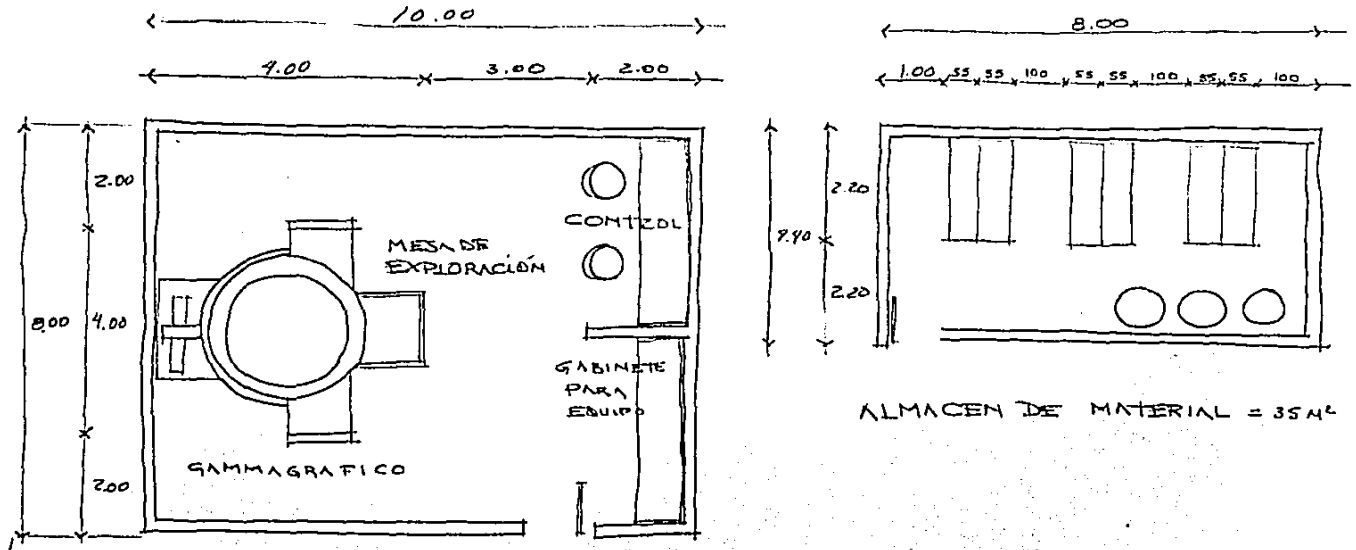 10.00
4.00 3.00 2.00
8.00
2.00
4.00
2.00
MESA DE
EXPLORACIÓN
CONTROL
GABINETE
PARA
EQUIPO
GAMMAGRAFICO
8.00
1.00 55 55 100 55 55 100 55 55 100
4.40
2.20
2.20
ALMACEN DE MATERIAL = 35 M²